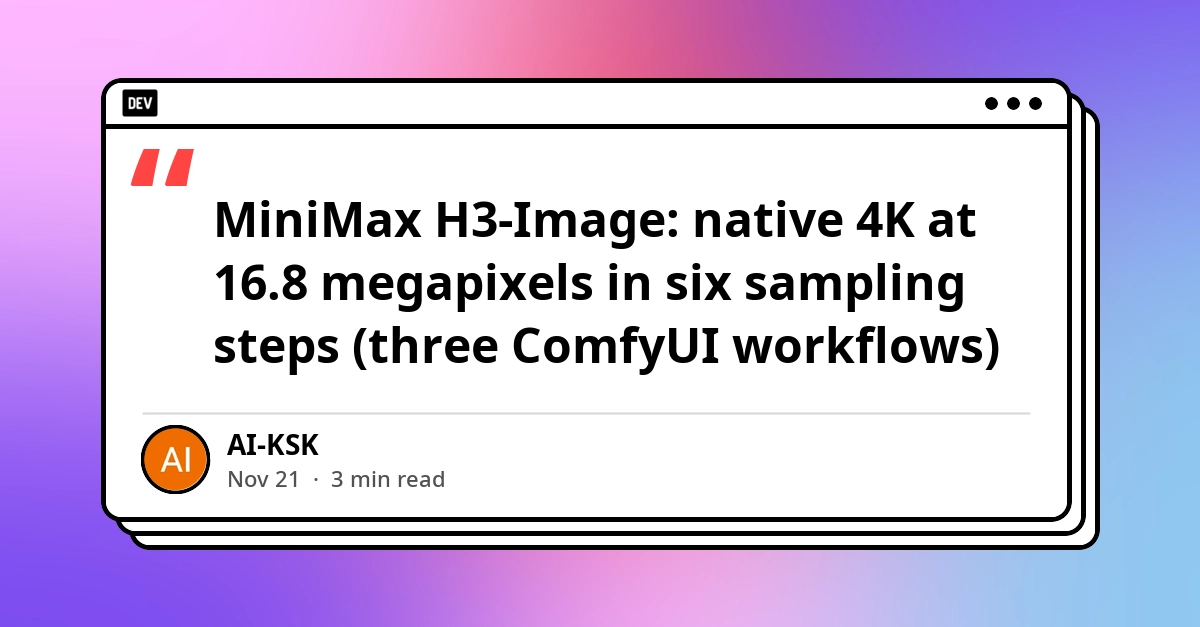 DEV
MiniMax H3-Image: native 4K at
16.8 megapixels in six sampling
steps (three ComfyUI workflows)
AI
AI-KSK
Nov 21 · 3 min read